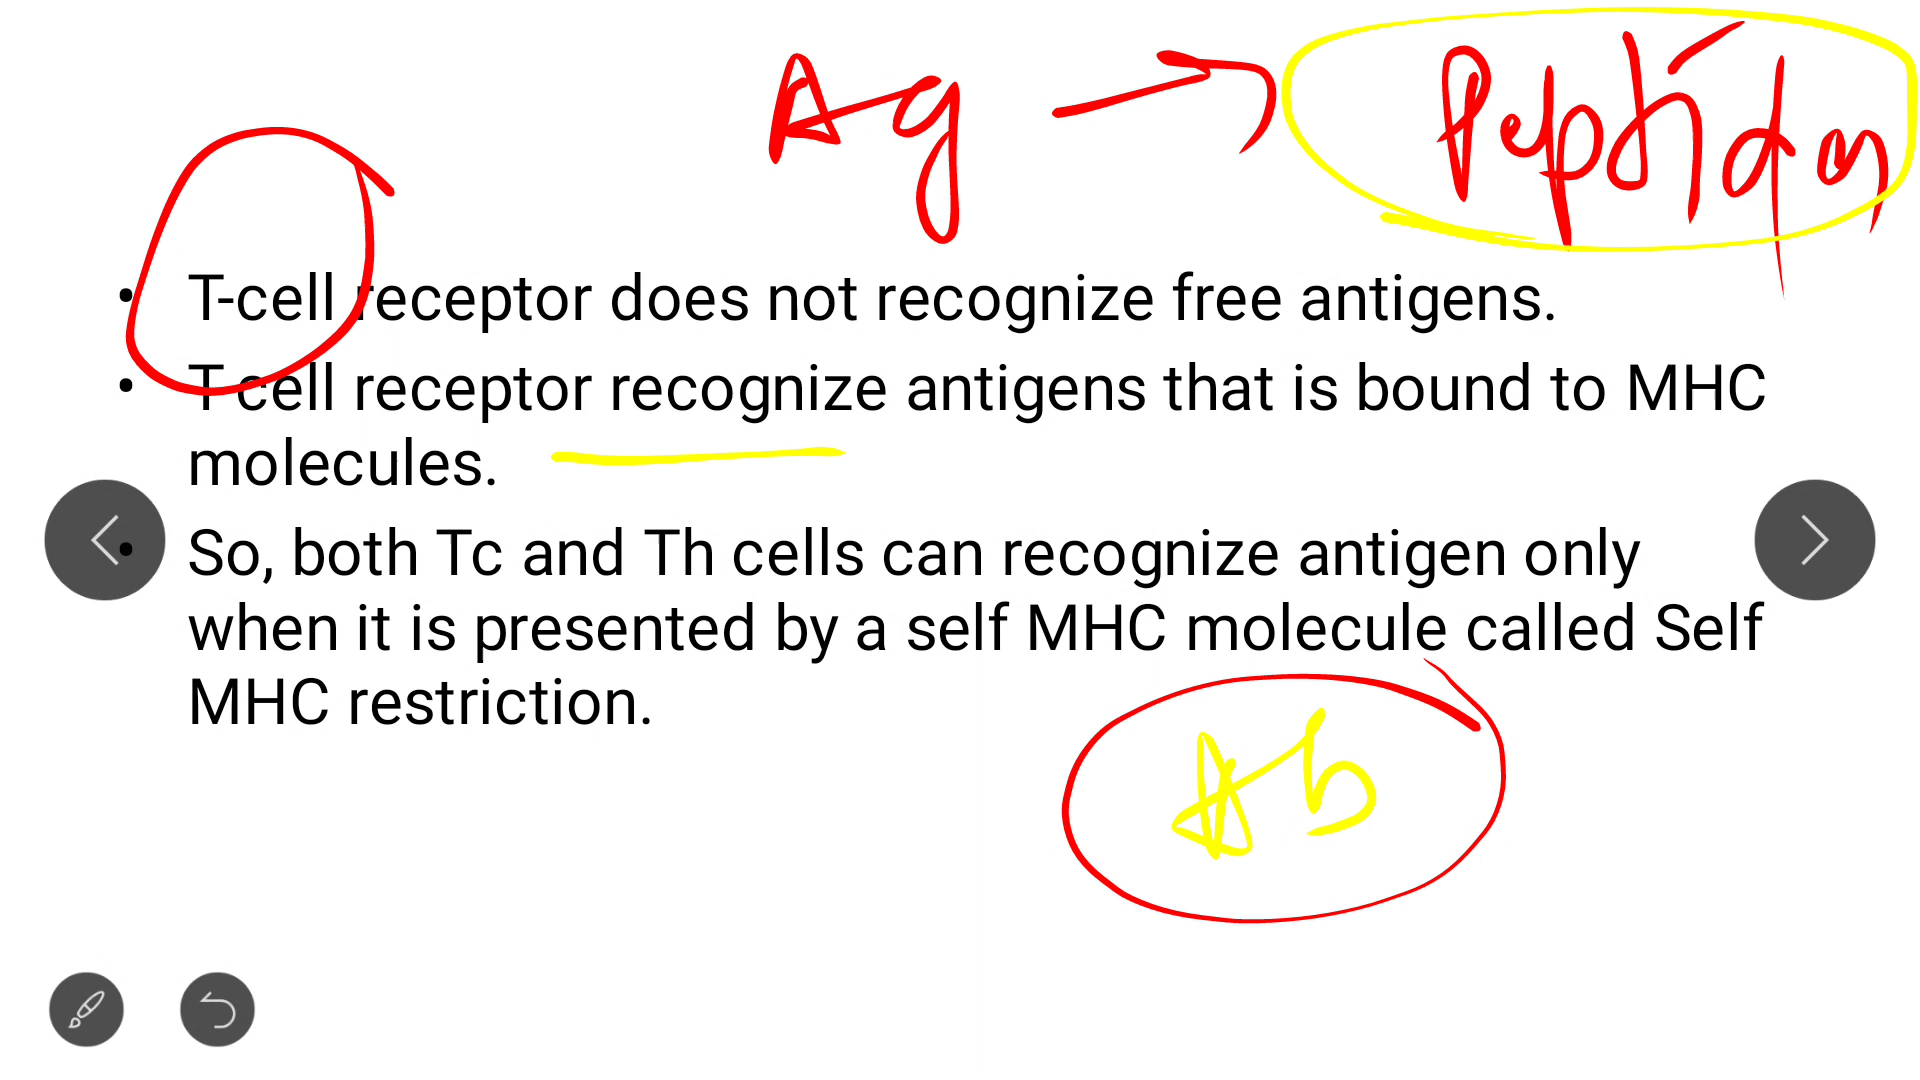 Ag → Peptides
• T-cell receptor does not recognize free antigens.
• T cell receptor recognize antigens that is bound to MHC
molecules.
• So, both Tc and Th cells can recognize antigen only
when it is presented by a self MHC molecule called Self
MHC restriction.
Ab